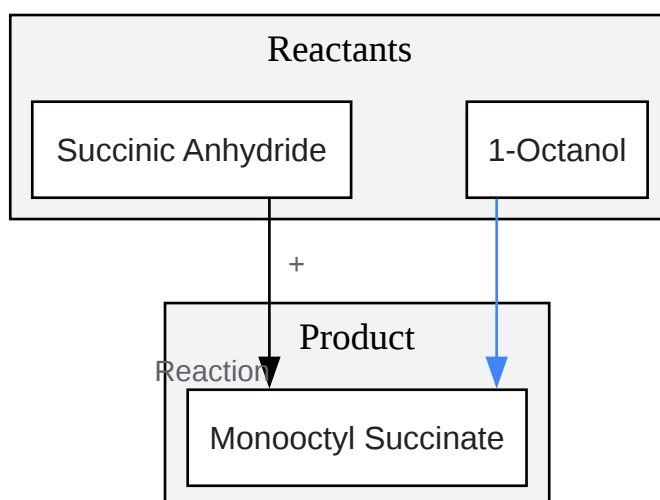 Reactants
Succinic Anhydride
1-Octanol
+
Product
Reaction
Monooctyl Succinate